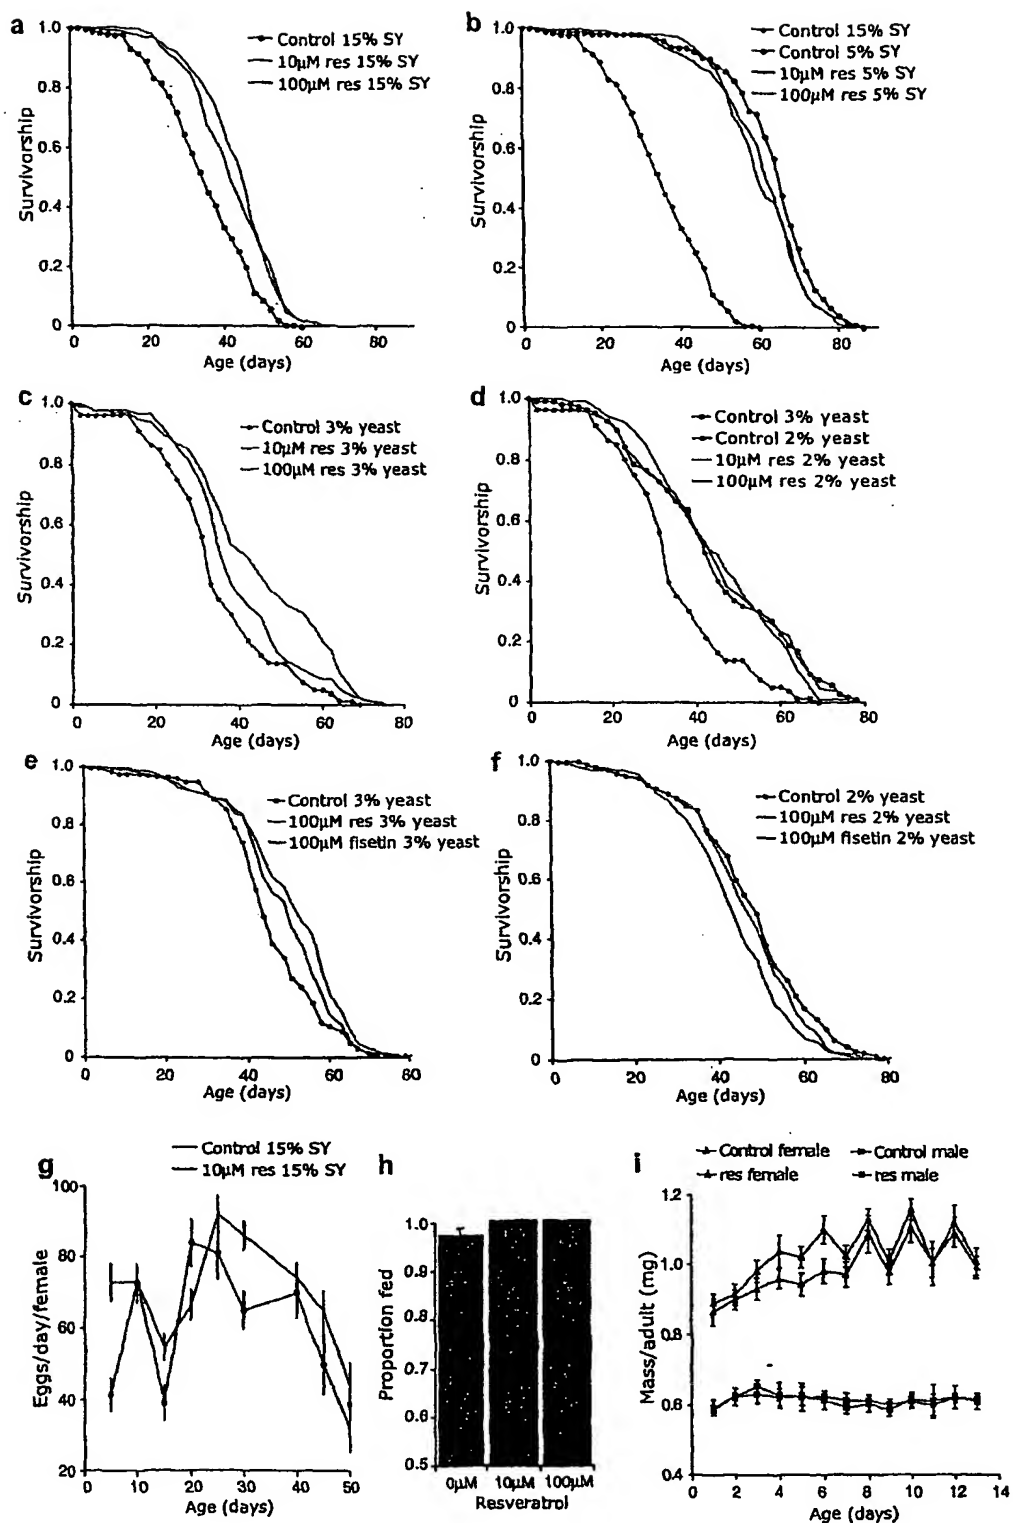 a
Control 15% SY
10µM res 15% SY
100µM res 15% SY
Survivorship
1.0
0.8
0.6
0.4
0.2
0
0 20 40 60 80
Age (days)
b
Control 15% SY
Control 5% SY
10µM res 5% SY
100µM res 5% SY
Survivorship
1.0
0.8
0.6
0.4
0.2
0
0 20 40 60 80
Age (days)
c
Control 3% yeast
10µM res 3% yeast
100µM res 3% yeast
Survivorship
1.0
0.8
0.6
0.4
0.2
0
0 20 40 60 80
Age (days)
d
Control 3% yeast
Control 2% yeast
10µM res 2% yeast
100µM res 2% yeast
Survivorship
1.0
0.8
0.6
0.4
0.2
0
0 20 40 60 80
Age (days)
e
Control 3% yeast
100µM res 3% yeast
100µM fisetin 3% yeast
Survivorship
1.0
0.8
0.6
0.4
0.2
0
0 20 40 60 80
Age (days)
f
Control 2% yeast
100µM res 2% yeast
100µM fisetin 2% yeast
Survivorship
1.0
0.8
0.6
0.4
0.2
0
0 20 40 60 80
Age (days)
g
Control 15% SY
10µM res 15% SY
Eggs/day/female
100
80
60
40
20
0 10 20 30 40 50
Age (days)
h
Proportion fed
1.0
0.9
0.8
0.7
0.6
0.5
0µM 10µM 100µM
Resveratrol
i
Control female Control male
res female res male
Mass/adult (mg)
1.2
1.0
0.8
0.6
0.4
0 2 4 6 8 10 12 14
Age (days)